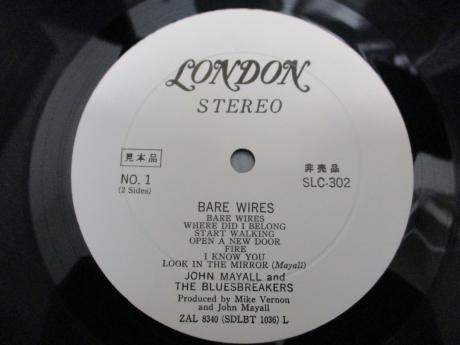 LONDON
STEREO
見本品
非売品
NO. 1
SLC-302
(2 Sides)
BARE WIRES
BARE WIRES
WHERE DID I BELONG
START WALKING
OPEN A NEW DOOR
FIRE
I KNOW YOU
LOOK IN THE MIRROR (Mayall)
JOHN MAYALL and
THE BLUESBREAKERS
Produced by Mike Vernon
and John Mayall
ZAL 8340 (SDLBT 1036) L